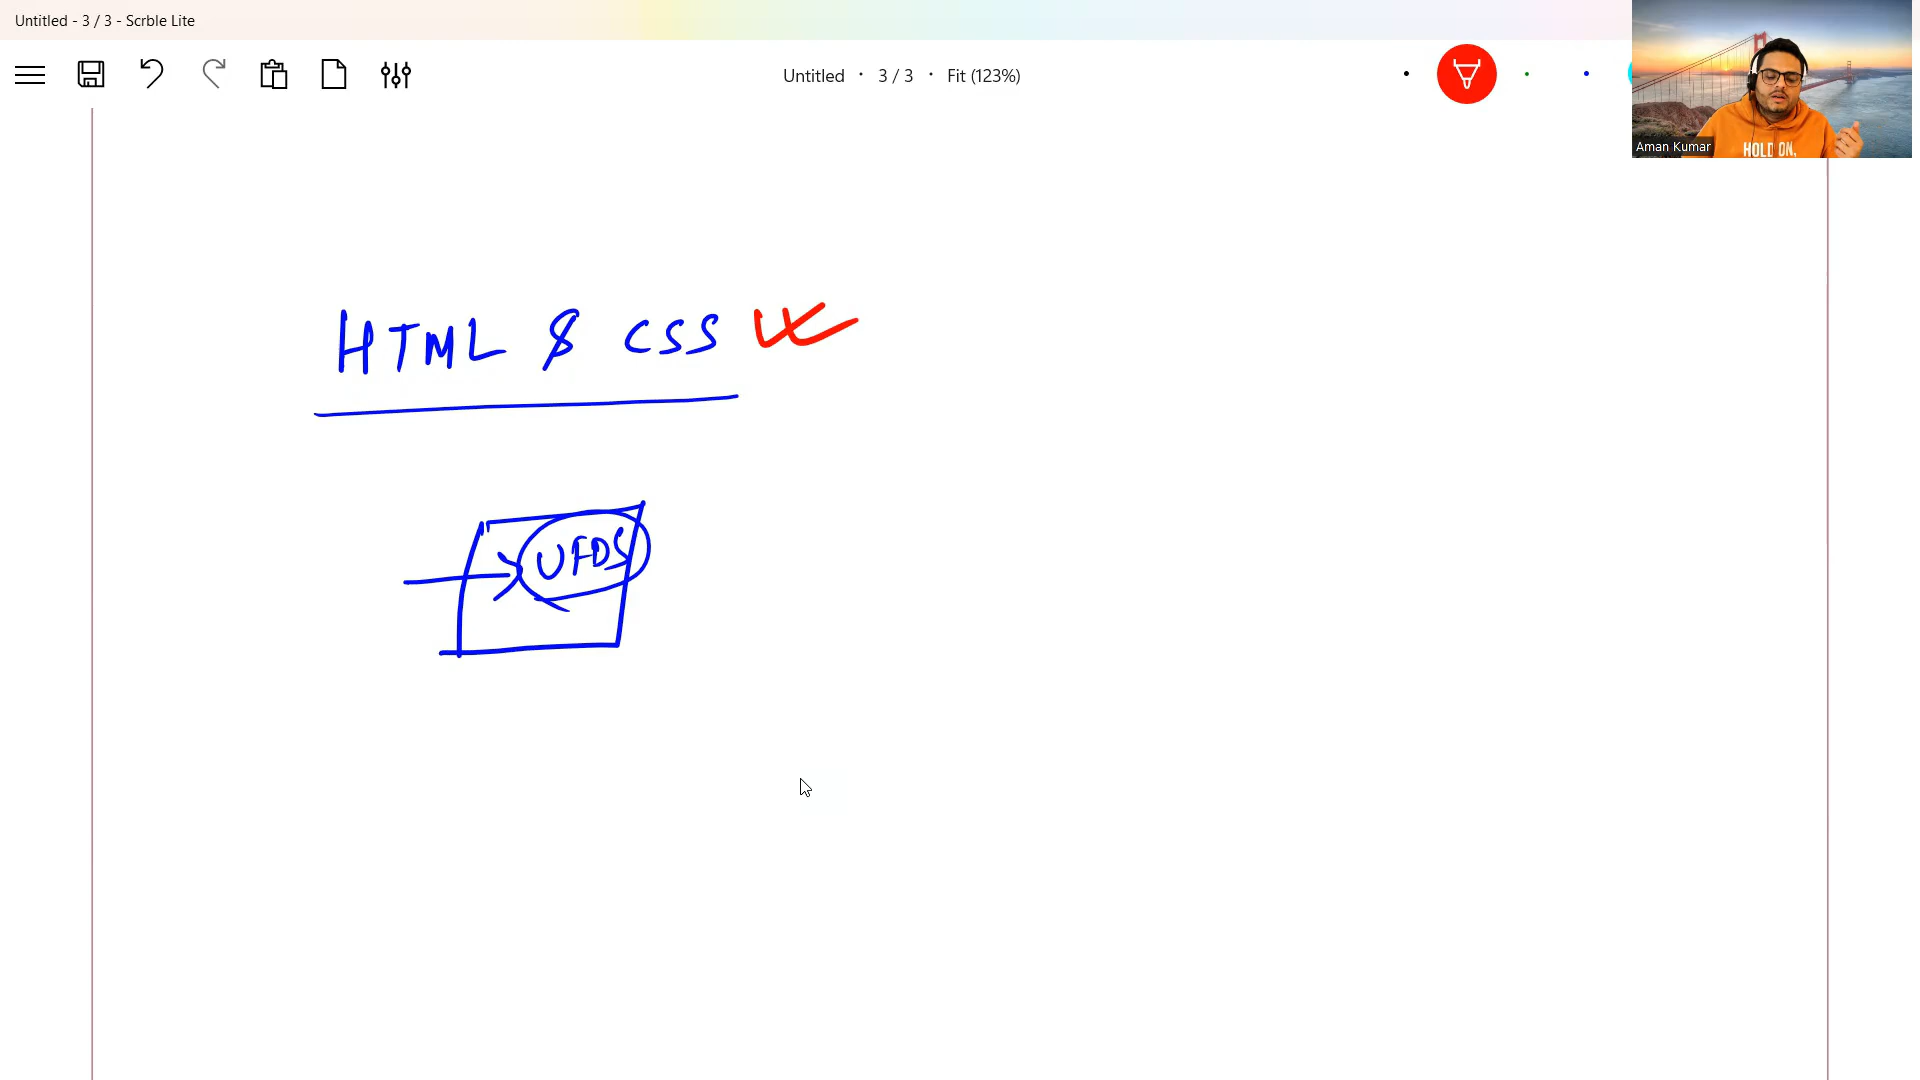 Untitled - 3 / 3 - Scrble Lite
Untitled · 3 / 3 · Fit (123%)
Aman Kumar
HOLD ON,
HTML & CSS
UFDS